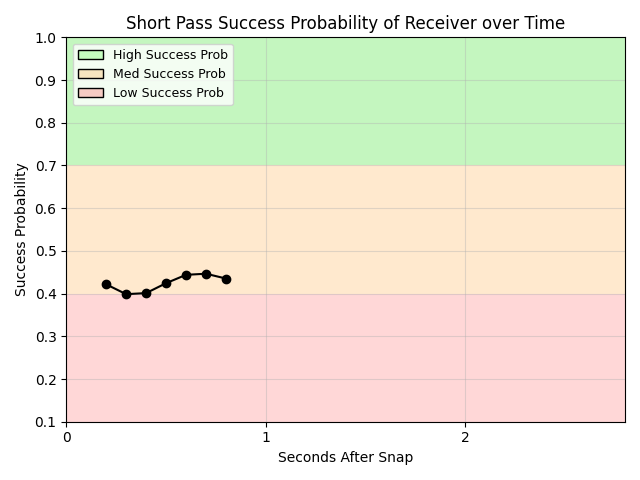 Short Pass Success Probability of Receiver over Time
1.0
0.9
0.8
0.7
0.6
0.5
0.4
0.3
0.2
0.1
Success Probability
High Success Prob
Med Success Prob
Low Success Prob
0
1
2
Seconds After Snap